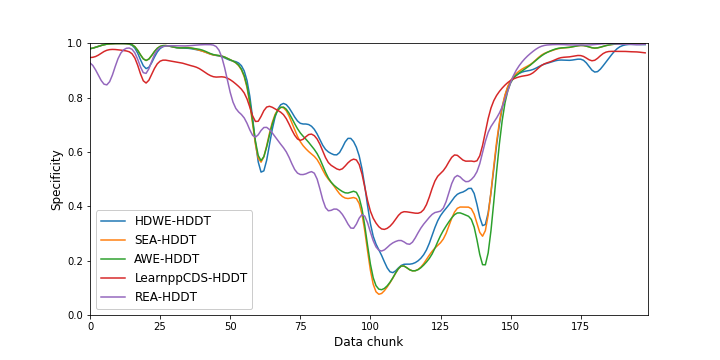 1.0
0.8
0.6
0.4
0.2
0.0
Specificity
HDWE-HDDT
SEA-HDDT
AWE-HDDT
LearnppCDS-HDDT
REA-HDDT
0 25 50 75 100 125 150 175
Data chunk